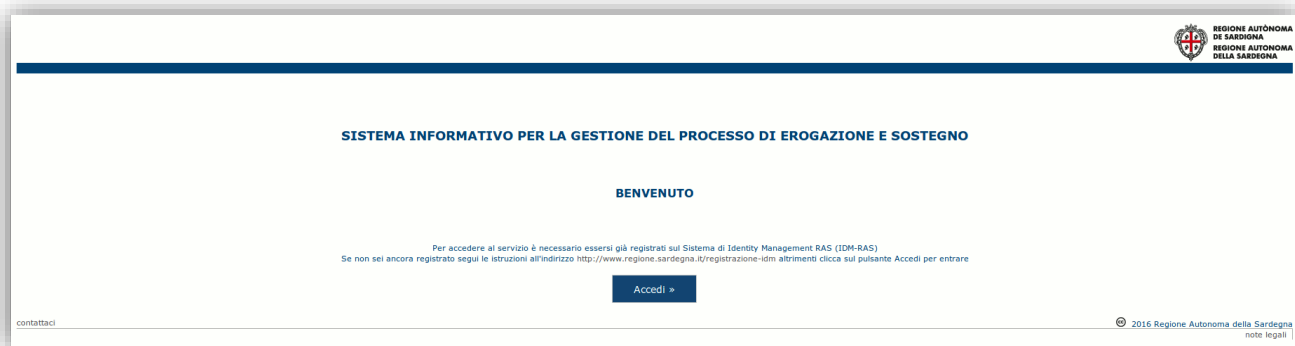 REGIONE AUTÒNOMA
DE SARDIGNA
REGIONE AUTONOMA
DELLA SARDEGNA
SISTEMA INFORMATIVO PER LA GESTIONE DEL PROCESSO DI EROGAZIONE E SOSTEGNO
BENVENUTO
Per accedere al servizio è necessario essersi già registrati sul Sistema di Identity Management RAS (IDM-RAS)
Se non sei ancora registrato segui le istruzioni all'indirizzo http://www.regione.sardegna.it/registrazione-idm altrimenti clicca sul pulsante Accedi per entrare
Accedi »
contattaci
2016 Regione Autonoma della Sardegna
note legali